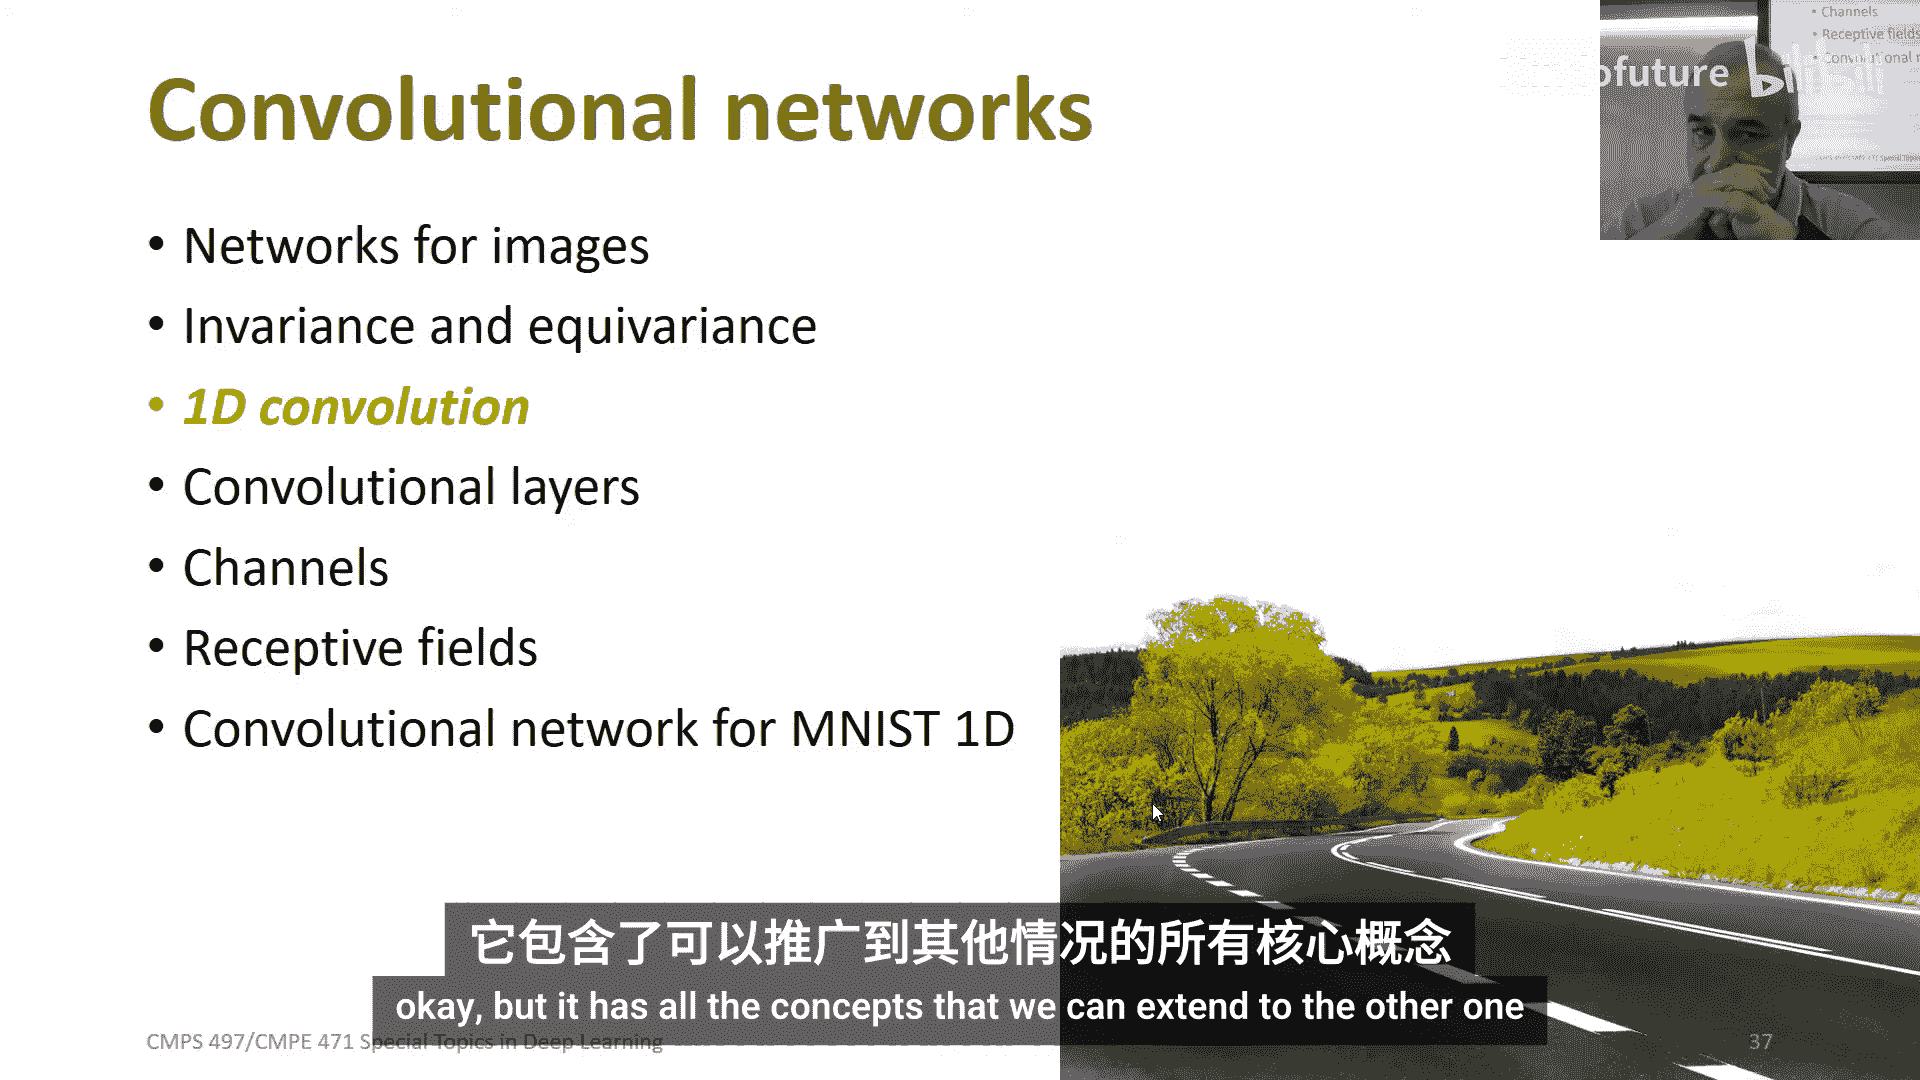 Convolutional networks
• Networks for images
• Invariance and equivariance
• 1D convolution
• Convolutional layers
• Channels
• Receptive fields
• Convolutional network for MNIST 1D
• Channels
• Receptive fields
ofuture bilibili
它包含了可以推广到其他情况的所有核心概念
okay, but it has all the concepts that we can extend to the other one
CMPS 497/CMPE 471 Special Topics in Deep Learning
37